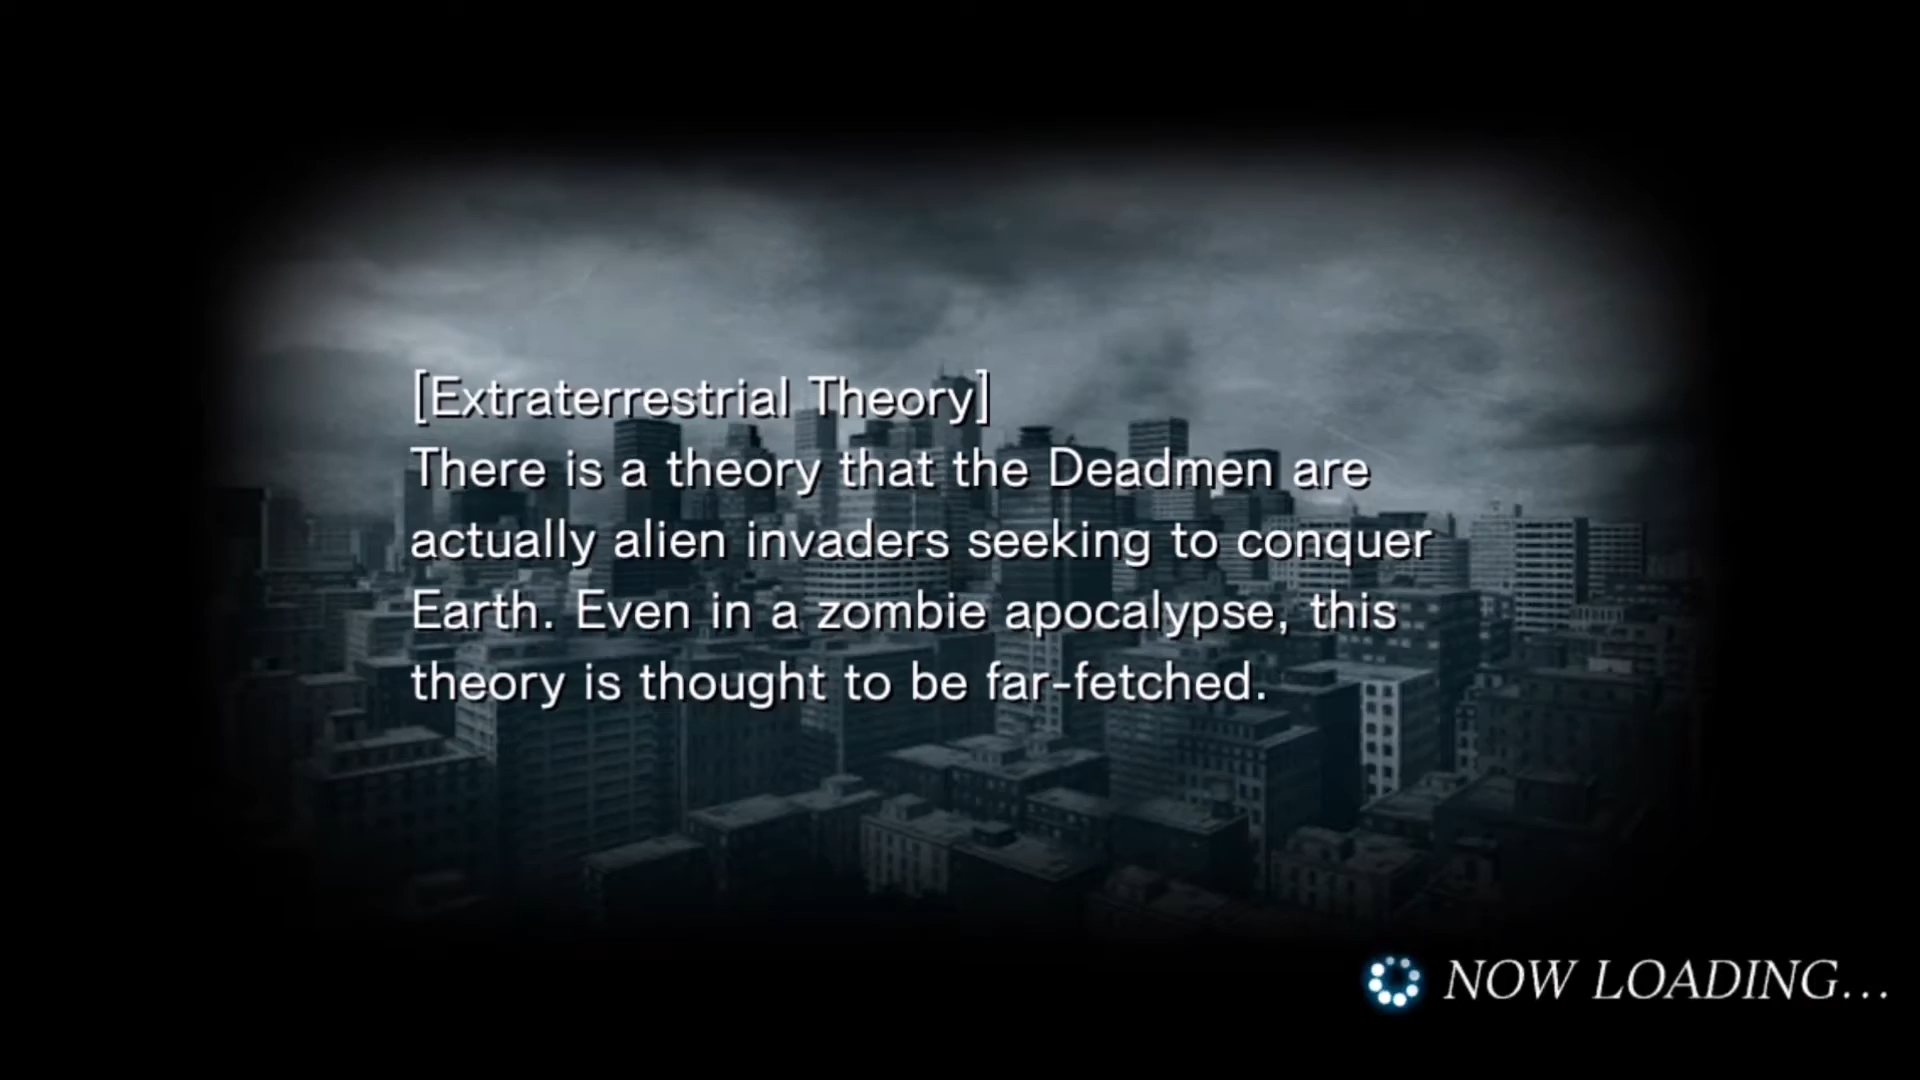 [Extraterrestrial Theory]
There is a theory that the Deadmen are
actually alien invaders seeking to conquer
Earth. Even in a zombie apocalypse, this
theory is thought to be far-fetched.
NOW LOADING...